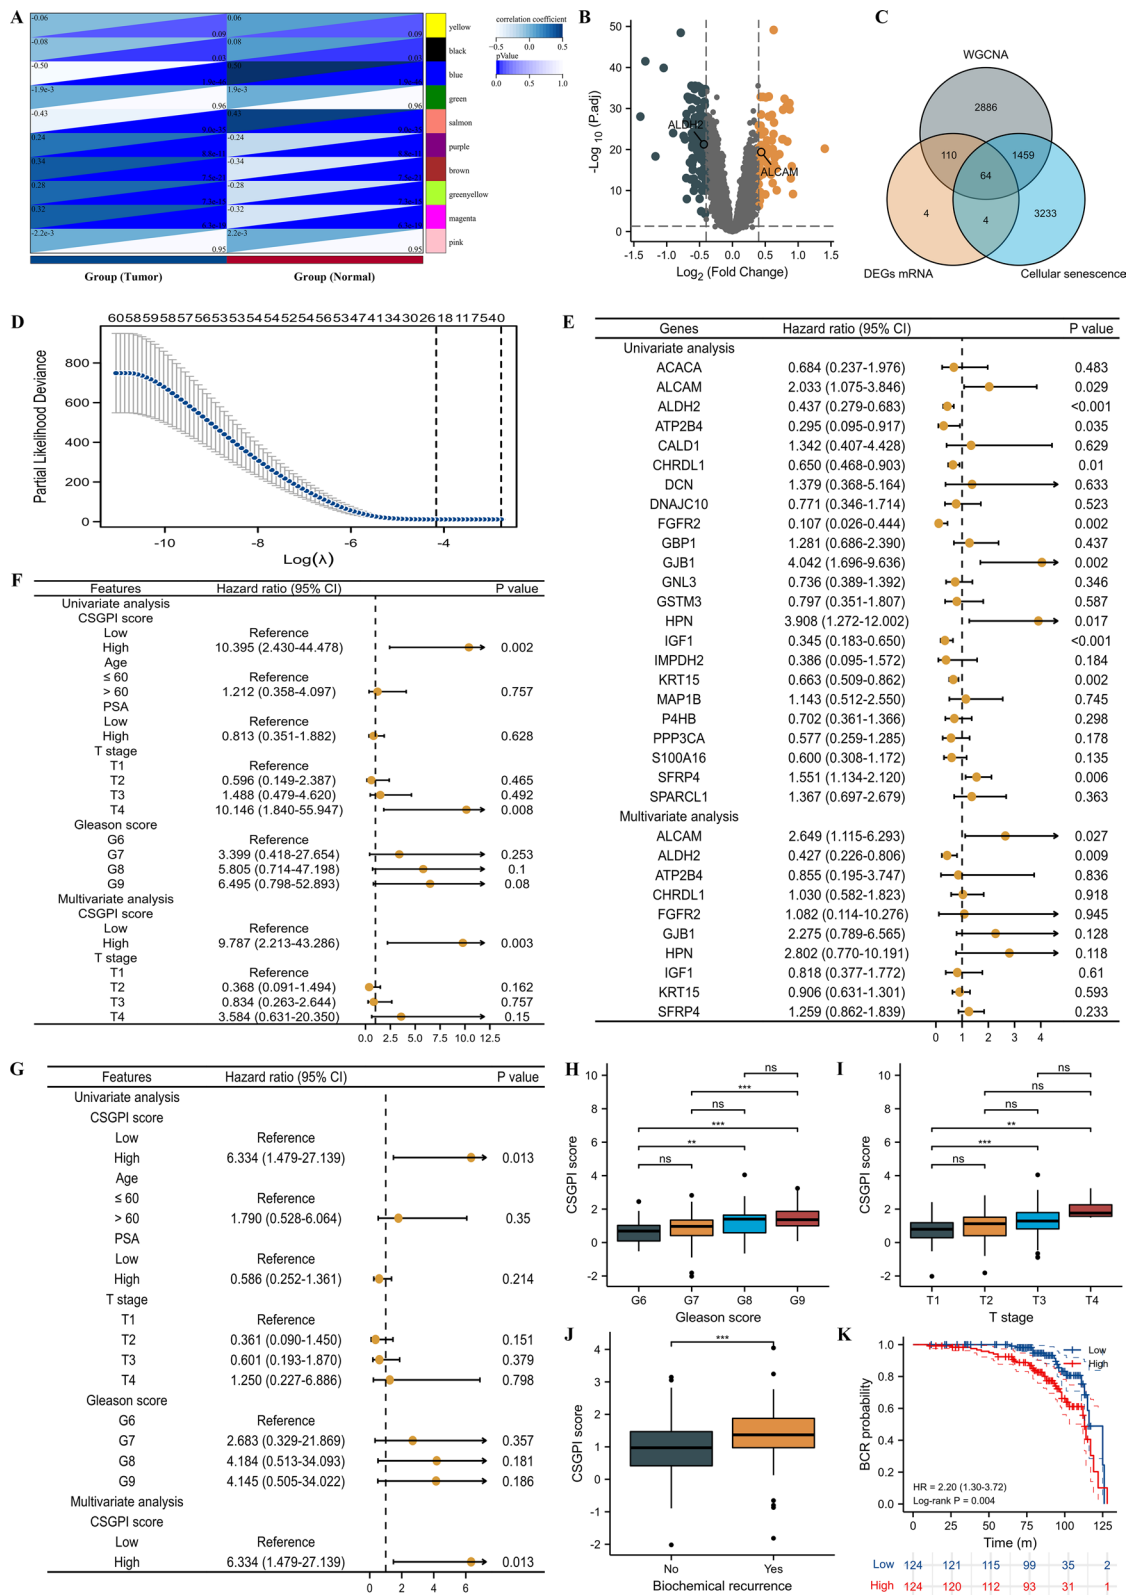 A
-0.06
0.09
-0.08
0.03
-0.50
-0.43
-1.9e-3
0.96
-0.24
0.34
0.28
0.32
-2.2e-3
0.95
0.06
0.09
0.08
0.03
0.50
-1.9e-3
0.96
0.43
-0.24
-0.34
-0.28
-0.32
2.2e-3
0.95
yellow
black
blue
green
salmon
purple
brown
greenyellow
magenta
pink
correlation coefficient
-0.5 0.0 0.5
pValue
0.0 0.5 1.0
Group (Tumor) Group (Normal)
B
-Log10 (P.adj)
50
40
30
20
10
0
ALDH2
ALCAM
-1.5 -1.0 -0.5 0.0 0.5 1.0 1.5
Log2 (Fold Change)
C
WGCNA
2886
110 1459
64
4 4 3233
DEGs mRNA Cellular senescence
D
60 58 59 58 57 56 53 53 54 54 52 54 56 53 47 41 34 30 26 18 11 7 5 4 0
Partial Likelihood Deviance
800
600
400
200
0
-10 -8 -6 -4
Log(λ)
E
Genes Hazard ratio (95% CI) P value
Univariate analysis
ACACA 0.684 (0.237-1.976) 0.483
ALCAM 2.033 (1.075-3.846) 0.029
ALDH2 0.437 (0.279-0.683) <0.001
ATP2B4 0.295 (0.095-0.917) 0.035
CALD1 1.342 (0.407-4.428) 0.629
CHRDL1 0.650 (0.468-0.903) 0.01
DCN 1.379 (0.368-5.164) 0.633
DNAJC10 0.771 (0.346-1.714) 0.523
FGFR2 0.107 (0.026-0.444) 0.002
GBP1 1.281 (0.686-2.390) 0.437
GJB1 4.042 (1.696-9.636) 0.002
GNL3 0.736 (0.389-1.392) 0.346
GSTM3 0.797 (0.351-1.807) 0.587
HPN 3.908 (1.272-12.002) 0.017
IGF1 0.345 (0.183-0.650) <0.001
IMPDH2 0.386 (0.095-1.572) 0.184
KRT15 0.663 (0.509-0.862) 0.002
MAP1B 1.143 (0.512-2.550) 0.745
P4HB 0.702 (0.361-1.366) 0.298
PPP3CA 0.577 (0.259-1.285) 0.178
S100A16 0.600 (0.308-1.172) 0.135
SFRP4 1.551 (1.134-2.120) 0.006
SPARCL1 1.367 (0.697-2.679) 0.363
Multivariate analysis
ALCAM 2.649 (1.115-6.293) 0.027
ALDH2 0.427 (0.226-0.806) 0.009
ATP2B4 0.855 (0.195-3.747) 0.836
CHRDL1 1.030 (0.582-1.823) 0.918
FGFR2 1.082 (0.114-10.276) 0.945
GJB1 2.275 (0.789-6.565) 0.128
HPN 2.802 (0.770-10.191) 0.118
IGF1 0.818 (0.377-1.772) 0.61
KRT15 0.906 (0.631-1.301) 0.593
SFRP4 1.259 (0.862-1.839) 0.233
0 1 2 3 4
F
Features Hazard ratio (95% CI) P value
Univariate analysis
CSGPI score
Low Reference
High 10.395 (2.430-44.478) 0.002
Age
≤ 60 Reference
> 60 1.212 (0.358-4.097) 0.757
PSA
Low Reference
High 0.813 (0.351-1.882) 0.628
T stage
T1 Reference
T2 0.596 (0.149-2.387) 0.465
T3 1.488 (0.479-4.620) 0.492
T4 10.146 (1.840-55.947) 0.008
Gleason score
G6 Reference
G7 3.399 (0.418-27.654) 0.253
G8 5.805 (0.714-47.198) 0.1
G9 6.495 (0.798-52.893) 0.08
Multivariate analysis
CSGPI score
Low Reference
High 9.787 (2.213-43.286) 0.003
T stage
T1 Reference
T2 0.368 (0.091-1.494) 0.162
T3 0.834 (0.263-2.644) 0.757
T4 3.584 (0.631-20.350) 0.15
0.0 2.5 5.0 7.5 10.0 12.5
G
Features Hazard ratio (95% CI) P value
Univariate analysis
CSGPI score
Low Reference
High 6.334 (1.479-27.139) 0.013
Age
≤ 60 Reference
> 60 1.790 (0.528-6.064) 0.35
PSA
Low Reference
High 0.586 (0.252-1.361) 0.214
T stage
T1 Reference
T2 0.361 (0.090-1.450) 0.151
T3 0.601 (0.193-1.870) 0.379
T4 1.250 (0.227-6.886) 0.798
Gleason score
G6 Reference
G7 2.683 (0.329-21.869) 0.357
G8 4.184 (0.513-34.093) 0.181
G9 4.145 (0.505-34.022) 0.186
Multivariate analysis
CSGPI score
Low Reference
High 6.334 (1.479-27.139) 0.013
0 2 4 6
H
CSGPI score
10
8
6
4
2
0
-2
ns
***
ns
***
**
ns
G6 G7 G8 G9
Gleason score
I
CSGPI score
10
8
6
4
2
0
-2
ns
ns
ns
**
***
ns
T1 T2 T3 T4
T stage
J
CSGPI score
4
3
2
1
0
-1
-2
***
No Yes
Biochemical recurrence
K
BCR probability
1.0
0.8
0.6
0.4
0.2
0.0
Low
High
HR = 2.20 (1.30-3.72)
Log-rank P = 0.004
0 25 50 75 100 125
Time (m)
Low 124 121 115 99 35 2
High 124 120 112 93 31 1